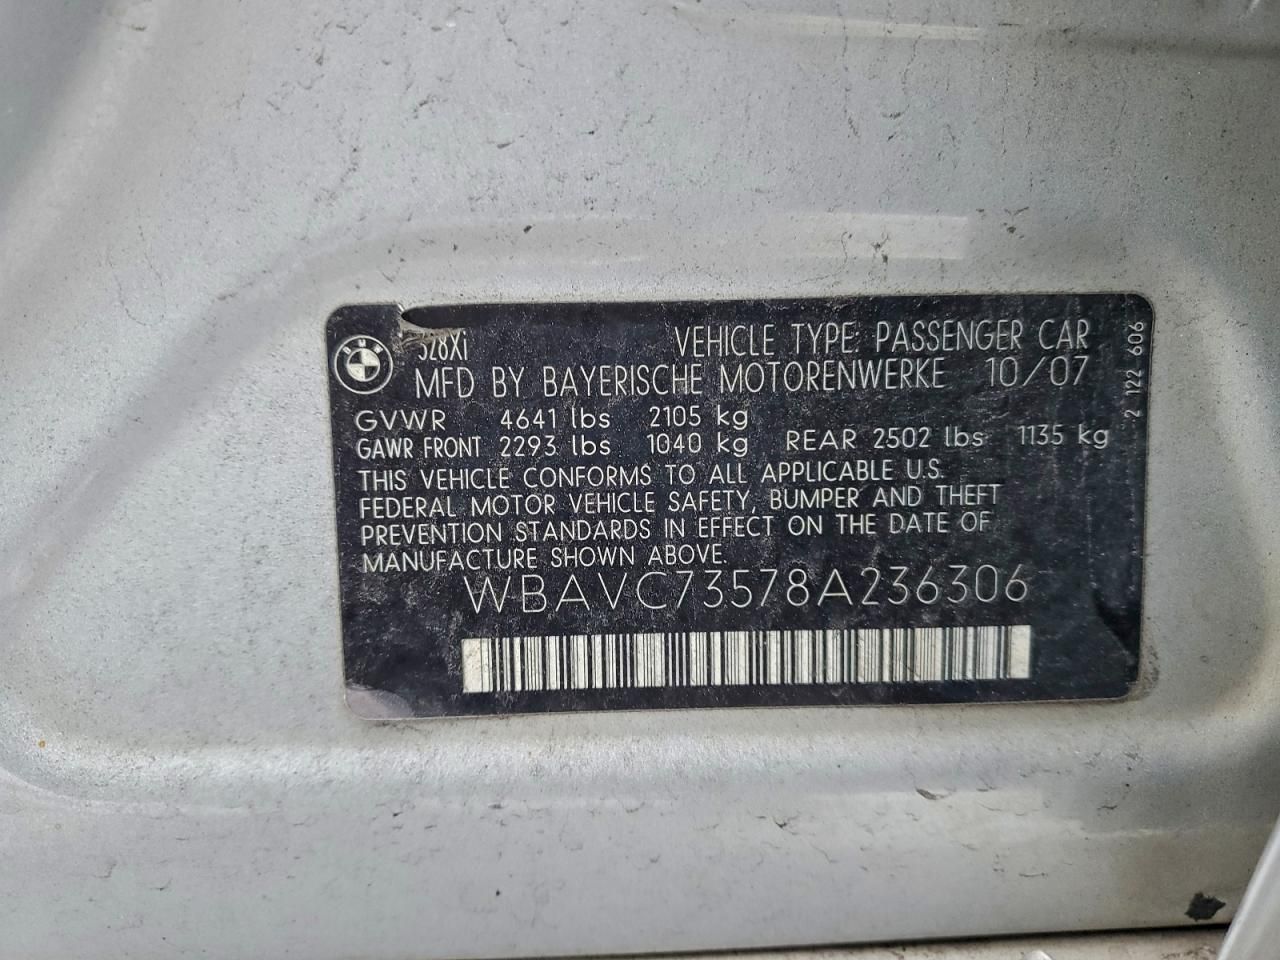 BMW
328Xi VEHICLE TYPE: PASSENGER CAR
MFD BY BAYERISCHE MOTORENWERKE 10/07
GVWR 4641 lbs 2105 kg
GAWR FRONT 2293 lbs 1040 kg REAR 2502 lbs 1135 kg
THIS VEHICLE CONFORMS TO ALL APPLICABLE U.S.
FEDERAL MOTOR VEHICLE SAFETY, BUMPER AND THEFT
PREVENTION STANDARDS IN EFFECT ON THE DATE OF
MANUFACTURE SHOWN ABOVE.
WBAVC73578A236306
2 122 606